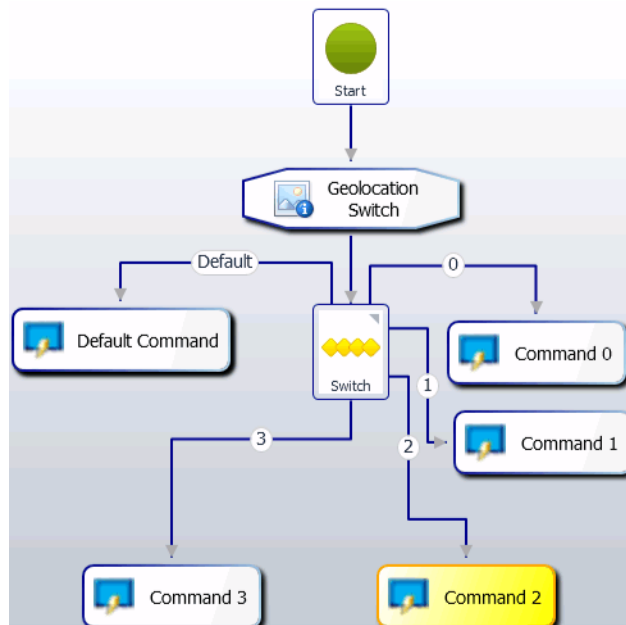 Start
Geolocation
Switch
Default
0
Default Command
Switch
Command 0
1
Command 1
3
2
Command 3
Command 2